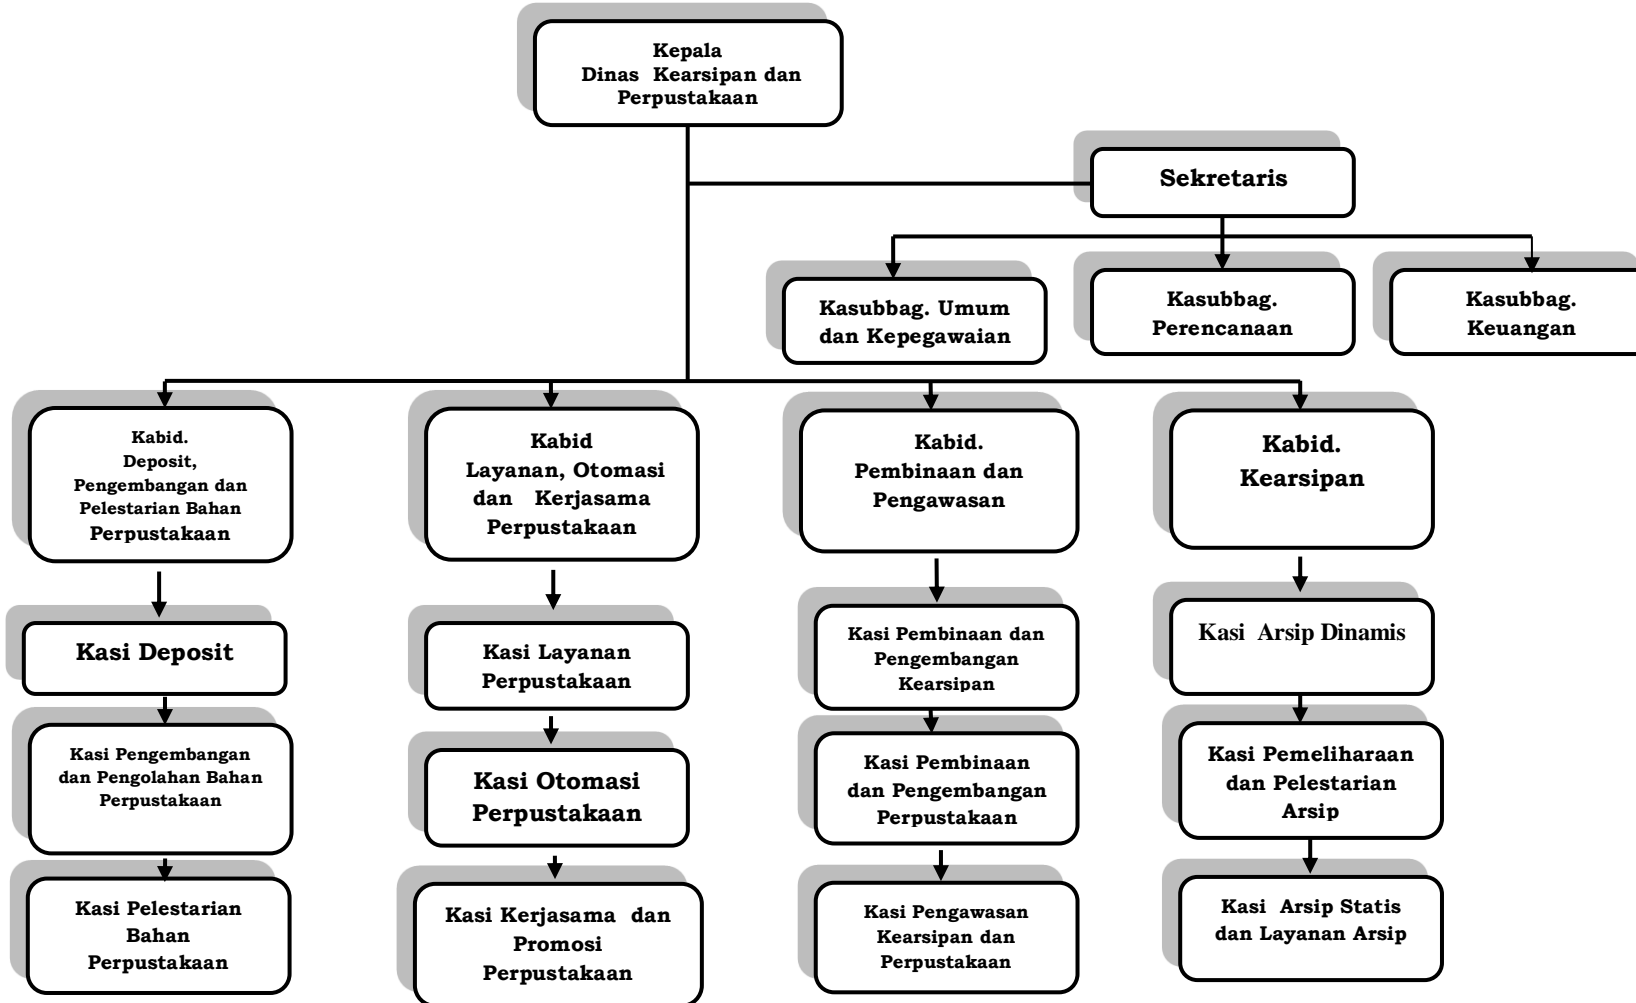 Kepala
Dinas Kearsipan dan
Perpustakaan
Sekretaris
Kasubbag. Umum
dan Kepegawaian
Kasubbag.
Perencanaan
Kasubbag.
Keuangan
Kabid.
Deposit,
Pengembangan dan
Pelestarian Bahan
Perpustakaan
Kabid
Layanan, Otomasi
dan Kerjasama
Perpustakaan
Kabid.
Pembinaan dan
Pengawasan
Kabid.
Kearsipan
Kasi Deposit
Kasi Layanan
Perpustakaan
Kasi Pembinaan dan
Pengembangan
Kearsipan
Kasi Arsip Dinamis
Kasi Pengembangan
dan Pengolahan Bahan
Perpustakaan
Kasi Otomasi
Perpustakaan
Kasi Pembinaan
dan Pengembangan
Perpustakaan
Kasi Pemeliharaan
dan Pelestarian
Arsip
Kasi Pelestarian
Bahan
Perpustakaan
Kasi Kerjasama dan
Promosi
Perpustakaan
Kasi Pengawasan
Kearsipan dan
Perpustakaan
Kasi Arsip Statis
dan Layanan Arsip